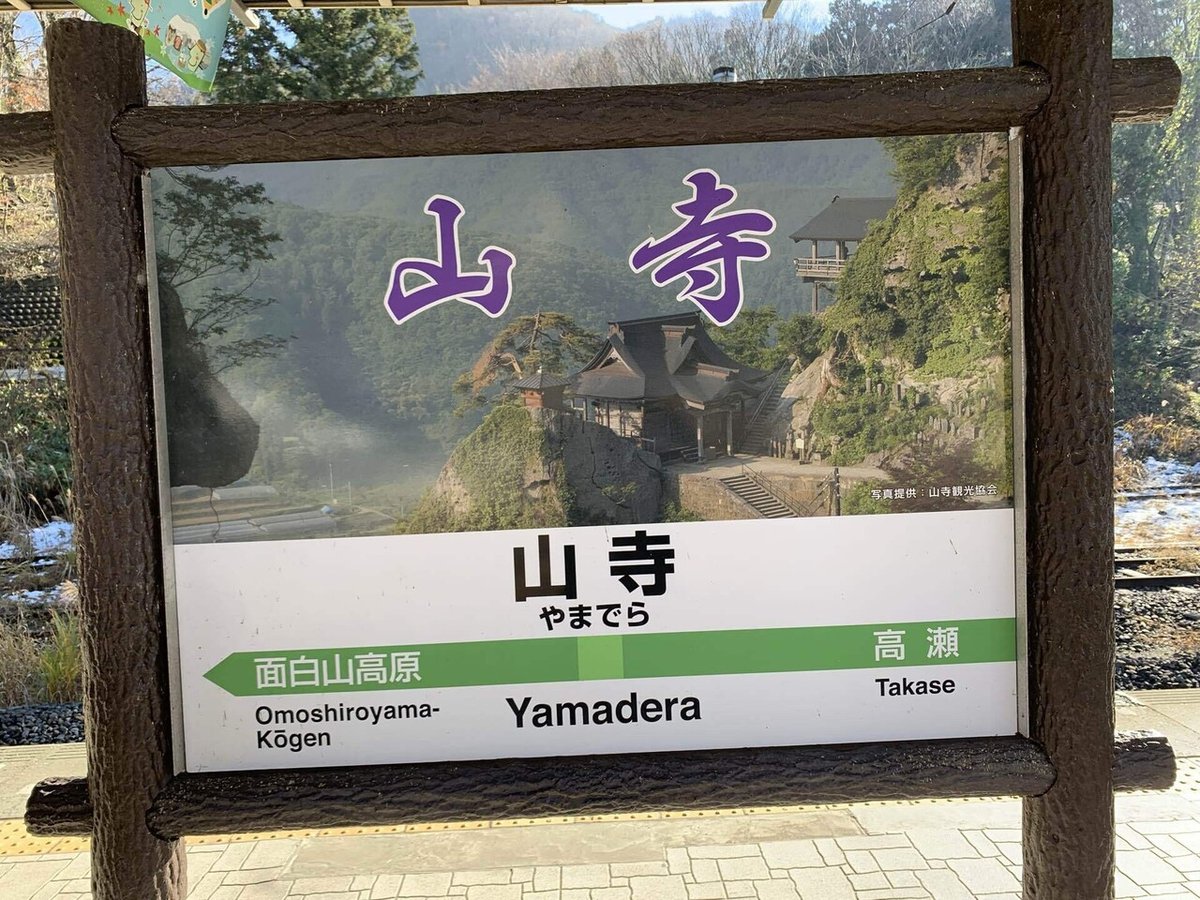 山寺
写真提供：山寺観光協会
山寺
やまでら
面白山高原
高瀬
Omoshiroyama-
Kōgen
Yamadera
Takase